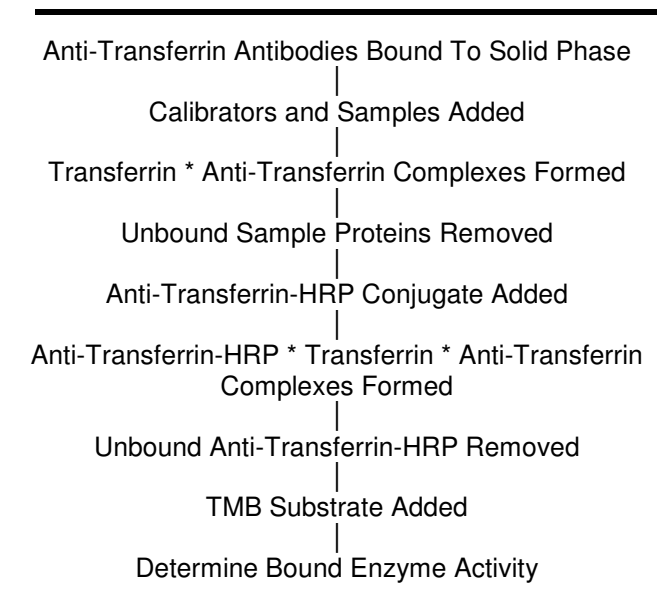 Anti-Transferrin Antibodies Bound To Solid Phase
Calibrators and Samples Added
Transferrin * Anti-Transferrin Complexes Formed
Unbound Sample Proteins Removed
Anti-Transferrin-HRP Conjugate Added
Anti-Transferrin-HRP * Transferrin * Anti-Transferrin
Complexes Formed
Unbound Anti-Transferrin-HRP Removed
TMB Substrate Added
Determine Bound Enzyme Activity